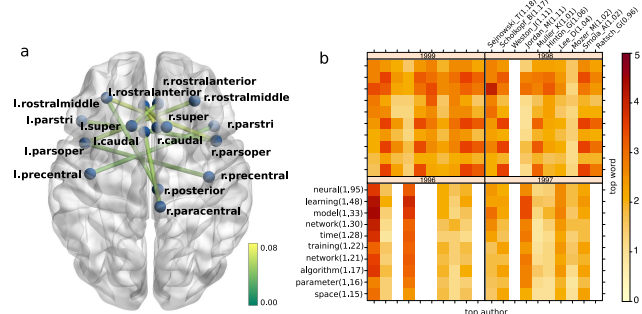 a
r.rostralanterior
l.rostralanterior
l.rostralmiddle
r.rostralmiddle
l.parstri
l.super
r.super
r.parstri
l.parsoper
l.caudal
r.caudal
r.parsoper
l.precentral
r.precentral
r.posterior
r.paracentral
0.08
0.00
b
Sejnowski_T(1.18)
Scholkopf_B(1.17)
Weston_J(1.11)
Jordan_M(1.11)
Muller_K(1.01)
Hinton_G(1.06)
Lee_D(1.04)
Mozer_M(1.02)
Smola_A(1.02)
Ratsch_G(0.96)
1999
1998
1996
1997
neural(1,95)
learning(1,48)
model(1,33)
network(1,30)
time(1.28)
training(1.22)
network(1.21)
algorithm(1.17)
parameter(1,16)
space(1.15)
top author
top word
5
4
3
2
1
0